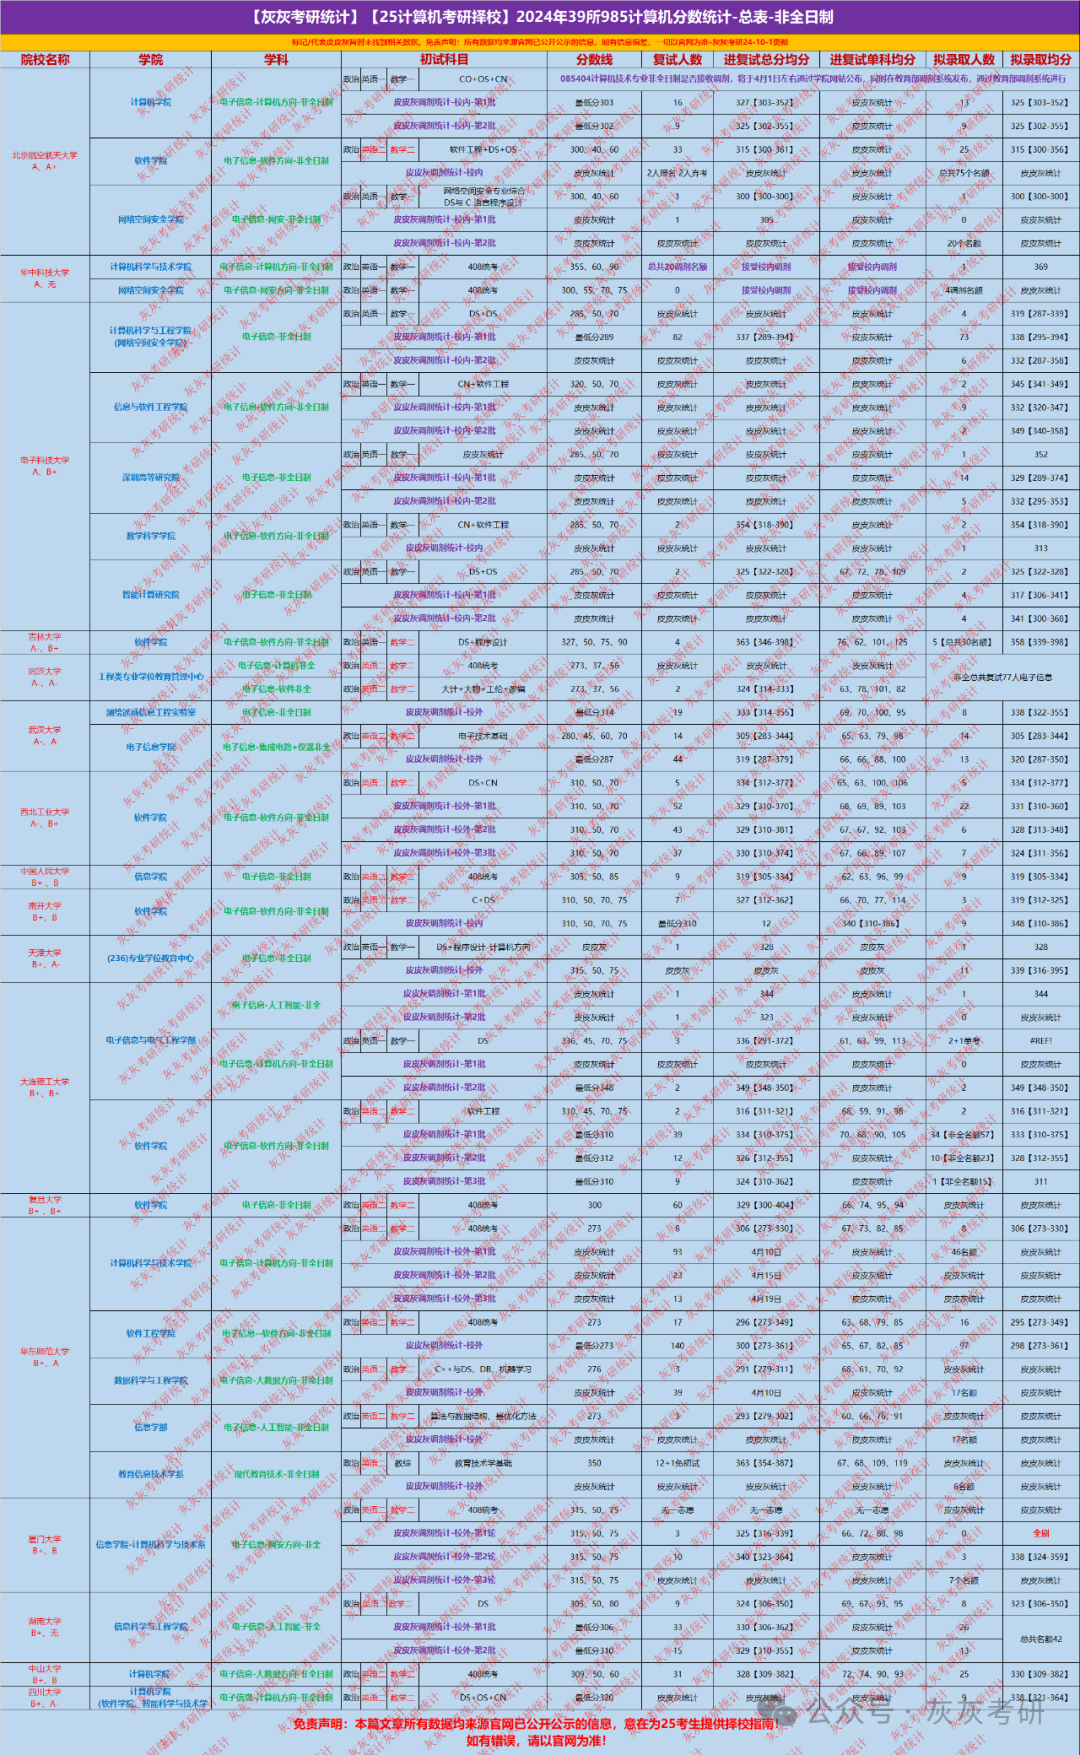 【灰灰考研统计】【25计算机考研择校】2024年39所985计算机分数统计-总表-非全日制
院校名称 学院 学科 初试科目 分数线 复试人数 进复试总分均分 进复试单科均分 拟录取人数 拟录取均分
北京航空航天大学 A、A+
计算机学院 电子信息-计算机方向-非全日制 政治 英语一 数学一 CO+OS+CN 085404计算机技术专业非全日制是否接收调剂，将于4月1日左右通过学院网站公布，同时在教育部调剂系统发布，通过教育部调剂系统进行
皮皮灰调剂统计-校内-第1批 最低分303 16 327【303-352】 皮皮灰统计 13 325【303-352】
皮皮灰调剂统计-校内-第2批 最低分302 9 325【302-355】 皮皮灰统计 9 325【302-355】
软件学院 电子信息-软件方向-非全日制 政治 英语二 数学二 软件工程+DS+OS 300、40、60 33 315【300-361】 皮皮灰统计 25 315【300-356】
皮皮灰调剂统计-校内 皮皮灰统计 2人报名 2人弃考 皮皮灰统计 皮皮灰统计 总共75个名额 皮皮灰统计
网络空间安全学院 电子信息-网安-非全日制 政治 英语一 数学一 网络空间安全专业综合 DS与 C 语言程序设计 300、40、60 1 300【300-300】 皮皮灰统计 1 300【300-300】
皮皮灰调剂统计-校内-第1批 皮皮灰统计 1 305 皮皮灰统计 0 皮皮灰统计
皮皮灰调剂统计-校内-第2批 皮皮灰统计 皮皮灰统计 皮皮灰统计 皮皮灰统计 20个名额 皮皮灰统计
华中科技大学 A、无
计算机科学与技术学院 电子信息-计算机方向-非全日制 政治 英语一 数学一 408统考 355、60、90 总共20调剂名额 接受校内调剂 接受校内调剂 1 369
网络空间安全学院 电子信息-网安方向-非全日制 政治 英语一 数学一 408统考 300、55、70、75 0 接受校内调剂 接受校内调剂 4调剂名额 皮皮灰统计
电子科技大学 A、B+
计算机科学与工程学院 (网络空间安全学院) 电子信息-非全日制 政治 英语一 数学一 DS+OS 285、50、70 皮皮灰统计 皮皮灰统计 皮皮灰统计 4 319【287-339】
皮皮灰调剂统计-校内-第1批 最低分289 82 337【289-394】 皮皮灰统计 73 338【295-394】
皮皮灰调剂统计-校内-第2批 皮皮灰统计 皮皮灰统计 皮皮灰统计 皮皮灰统计 6 332【287-358】
信息与软件工程学院 电子信息-软件方向-非全日制 政治 英语一 数学一 CN+软件工程 320、50、70 皮皮灰统计 皮皮灰统计 皮皮灰统计 2 345【341-349】
皮皮灰调剂统计-校内-第1批 皮皮灰统计 皮皮灰统计 皮皮灰统计 皮皮灰统计 9 332【320-347】
皮皮灰调剂统计-校内-第2批 皮皮灰统计 皮皮灰统计 皮皮灰统计 皮皮灰统计 2 349【340-358】
深圳高等研究院 电子信息-非全日制 政治 英语一 数学一 皮皮灰统计 285、50、70 皮皮灰统计 皮皮灰统计 皮皮灰统计 1 352
皮皮灰调剂统计-校内-第1批 皮皮灰统计 皮皮灰统计 皮皮灰统计 皮皮灰统计 14 329【289-374】
皮皮灰调剂统计-校内-第2批 皮皮灰统计 皮皮灰统计 皮皮灰统计 皮皮灰统计 5 332【295-353】
数学科学学院 电子信息-软件方向-非全日制 政治 英语一 数学一 CN+软件工程 285、50、70 2 354【318-390】 皮皮灰统计 2 354【318-390】
皮皮灰调剂统计-校内 皮皮灰统计 皮皮灰统计 皮皮灰统计 皮皮灰统计 1 313
智能计算研究院 电子信息-非全日制 政治 英语一 数学一 DS+OS 285、50、70 2 325【322-328】 67、72、78、109 2 325【322-328】
皮皮灰调剂统计-校内-第1批 皮皮灰统计 皮皮灰统计 皮皮灰统计 皮皮灰统计 4 317【306-341】
皮皮灰调剂统计-校内-第2批 皮皮灰统计 皮皮灰统计 皮皮灰统计 皮皮灰统计 4 341【300-368】
吉林大学 A-、B+ 软件学院 电子信息-软件方向-非全日制 政治 英语二 数学二 DS+程序设计 327、50、75、90 4 363【346-398】 76、62、101、125 5【总共30名额】 358【339-398】
同济大学 A-、A-
工程类专业学位教育管理中心 电子信息-计算机非全 政治 英语二 数学二 408统考 273、37、56 皮皮灰统计 皮皮灰统计 皮皮灰统计 非全总共复试77人电子信息
电子信息-软件非全 政治 英语二 数学二 大计+大物+工伦+逻辑 273、37、56 2 324【314-333】 63、78、101、82
武汉大学 A-、A
测绘遥感信息工程实验室 电子信息-非全日制 皮皮灰调剂统计-校外 最低分314 19 333【314-355】 69、70、100、95 8 338【322-355】
电子信息学院 电子信息-集成电路+仪器非全 政治 英语二 数学二 电子技术基础 280、45、60、70 14 305【283-344】 65、63、79、98 14 305【283-344】
皮皮灰调剂统计-校外 最低分287 44 319【287-379】 66、66、88、100 13 320【287-350】
西北工业大学 A-、B+
软件学院 电子信息-软件方向-非全日制 政治 英语二 数学二 DS+CN 310、50、70 5 334【312-377】 65、63、100、106 5 334【312-377】
皮皮灰调剂统计-校外-第1批 310、50、70 52 329【310-370】 68、69、89、103 22 331【310-360】
皮皮灰调剂统计-校外-第2批 310、50、70 43 329【310-381】 67、67、92、103 6 328【313-348】
皮皮灰调剂统计-校外-第3批 310、50、70 37 330【310-374】 67、66、89、107 7 324【311-356】
中国人民大学 B+、B 信息学院 电子信息-非全日制 政治 英语二 数学二 408统考 305、50、85 9 319【305-334】 62、63、96、99 9 319【305-334】
南开大学 B+、B
软件学院 电子信息-软件方向-非全日制 政治 英语二 数学二 C+DS 310、50、70、75 7 327【312-362】 66、70、77、114 3 319【312-325】
皮皮灰调剂统计-校内 310、50、70、75 最低分310 12 340【310-386】 9 348【310-386】
天津大学 B+、A-
(236)专业学位教育中心 电子信息-非全日制 政治 英语一 数学一 DS+程序设计-计算机方向 皮皮灰 1 328 皮皮灰 1 328
皮皮灰调剂统计-校外 315、50、75 皮皮灰 皮皮灰 皮皮灰 11 339【316-395】
大连理工大学 B+、B+
电子信息与电气工程学部 电子信息-人工智能-非全 皮皮灰调剂统计-第1批 皮皮灰统计 1 344 皮皮灰统计 1 344
皮皮灰调剂统计-第2批 皮皮灰统计 1 323 皮皮灰统计 0 皮皮灰统计
电子信息-计算机方向-非全日制 政治 英语一 数学一 DS 336、45、70、75 3 336【291-372】 61、63、99、113 2+1单考 #REF!
皮皮灰调剂统计-第1批 皮皮灰统计 皮皮灰统计 皮皮灰统计 皮皮灰统计 0 皮皮灰统计
皮皮灰调剂统计-第2批 最低分348 2 349【348-350】 皮皮灰统计 2 349【348-350】
软件学院 电子信息-软件方向-非全日制 政治 英语二 数学二 软件工程 310、45、70、75 2 316【311-321】 68、59、91、98 2 316【311-321】
皮皮灰调剂统计-第1批 最低分310 39 334【310-375】 70、68、90、105 34【非全名额57】 333【310-375】
皮皮灰调剂统计-第2批 最低分312 12 326【312-355】 皮皮灰统计 10【非全名额23】 328【312-355】
皮皮灰调剂统计-第3批 最低分310 9 324【310-362】 皮皮灰统计 1【非全名额15】 311
复旦大学 B+ 、B+ 软件学院 电子信息-非全日制 政治 英语二 数学二 408统考 300 60 329【300-404】 66、74、95、94 皮皮灰统计 皮皮灰统计
华东师范大学 B+、A
计算机科学与技术学院 电子信息-计算机方向-非全日制 政治 英语二 数学二 408统考 273 8 306【273-330】 67、73、82、85 8 306【273-330】
皮皮灰调剂统计-校外-第1批 皮皮灰统计 93 4月10日 皮皮灰统计 46名额 皮皮灰统计
皮皮灰调剂统计-校外-第2批 皮皮灰统计 23 4月15日 皮皮灰统计 皮皮灰统计 皮皮灰统计
皮皮灰调剂统计-校外-第3批 皮皮灰统计 13 4月19日 皮皮灰统计 皮皮灰统计 皮皮灰统计
软件工程学院 电子信息--软件方向-非全日制 政治 英语二 数学二 408统考 273 17 295【273-349】 63、68、79、85 16 295【273-349】
皮皮灰调剂统计-校外 最低分273 140 300【273-361】 65、67、82、85 97 298【273-361】
数据科学与工程学院 电子信息-大数据方向-非全日制 政治 英语二 数学二 C++与DS、DB、机器学习 276 3 291【279-311】 68、61、70、92 皮皮灰统计 皮皮灰统计
皮皮灰调剂统计-校外 皮皮灰统计 39 4月10日 皮皮灰统计 17名额 皮皮灰统计
信息学部 电子信息-人工智能-非全日制 政治 英语二 数学二 算法与数据结构、最优化方法 273 3 293【279-302】 60、66、76、91 皮皮灰统计 皮皮灰统计
皮皮灰调剂统计-校外 皮皮灰统计 皮皮灰统计 皮皮灰统计 皮皮灰统计 17名额 皮皮灰统计
教育信息技术学系 现代教育技术-非全日制 政治 英语二 教综 教育技术学基础 350 12+1免初试 363【354-387】 67、68、109、119 皮皮灰统计 皮皮灰统计
皮皮灰调剂统计-校外 皮皮灰统计 皮皮灰统计 皮皮灰统计 皮皮灰统计 6名额 皮皮灰统计
厦门大学 B+、B
信息学院-计算机科学与技术系 电子信息-网安方向-非全 政治 英语二 数学二 408统考 315、50、75 无一志愿 无一志愿 无一志愿 皮皮灰统计 皮皮灰统计
皮皮灰调剂统计-校外-第1轮 315、50、75 3 325【316-339】 66、72、88、98 0 全刷
皮皮灰调剂统计-校外-第2轮 315、50、75 10 340【323-364】 皮皮灰统计 3 338【324-359】
皮皮灰调剂统计-校外-第3轮 315、50、75 皮皮灰统计 皮皮灰统计 皮皮灰统计 7个名额 皮皮灰统计
湖南大学 B+、无
信息科学与工程学院 电子信息-人工智能-非全 政治 英语二 数学二 DS 305、50、80 9 324【306-350】 69、67、93、95 8 323【306-350】
皮皮灰调剂统计-校外-第1批 最低分306 33 330【306-362】 皮皮灰统计 26 总共名额42
皮皮灰调剂统计-校外-第2批 最低分310 15 329【310-355】 皮皮灰统计 13
中山大学 B+、B 计算机学院 电子信息-大数据方向-非全日制 政治 英语二 数学二 408统考 309、50、60 31 328【309-382】 72、74、90、93 25 330【309-382】
四川大学 B+、A- 计算机学院 (软件学院、智能科学与技术学 电子信息-计算机方向-非全日制 政治 英语二 数学二 DS+OS+CN 最低分320 皮皮灰统计 皮皮灰统计 皮皮灰统计 9 338【321-364】
免责声明：本篇文章所有数据均来源官网已公开公示的信息，意在为25考生提供择校指南！
如有错误，请以官网为准！
公众号·灰灰考研